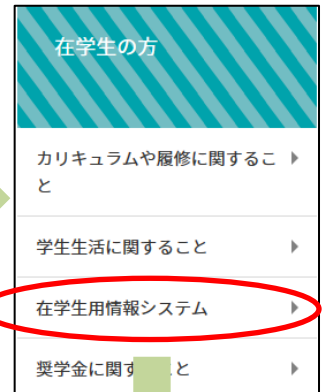 在学生の方
カリキュラムや履修に関するこ
と
学生生活に関すること
在学生用情報システム
奨学金に関す と